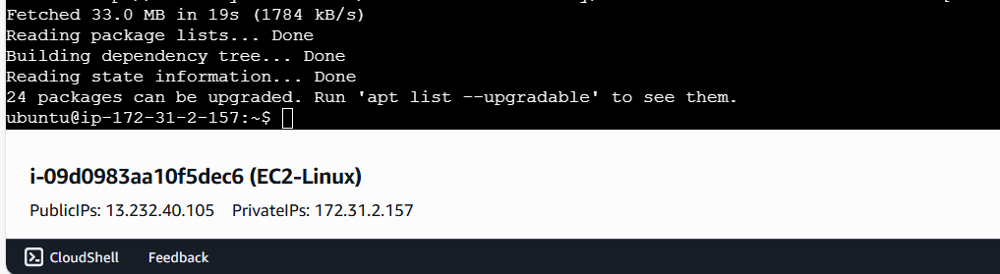 Fetched 33.0 MB in 19s (1784 kB/s)
Reading package lists... Done
Building dependency tree... Done
Reading state information... Done
24 packages can be upgraded. Run 'apt list --upgradable' to see them.
ubuntu@ip-172-31-2-157:~$
i-09d0983aa10f5dec6 (EC2-Linux)
PublicIPs: 13.232.40.105 PrivateIPs: 172.31.2.157
CloudShell Feedback